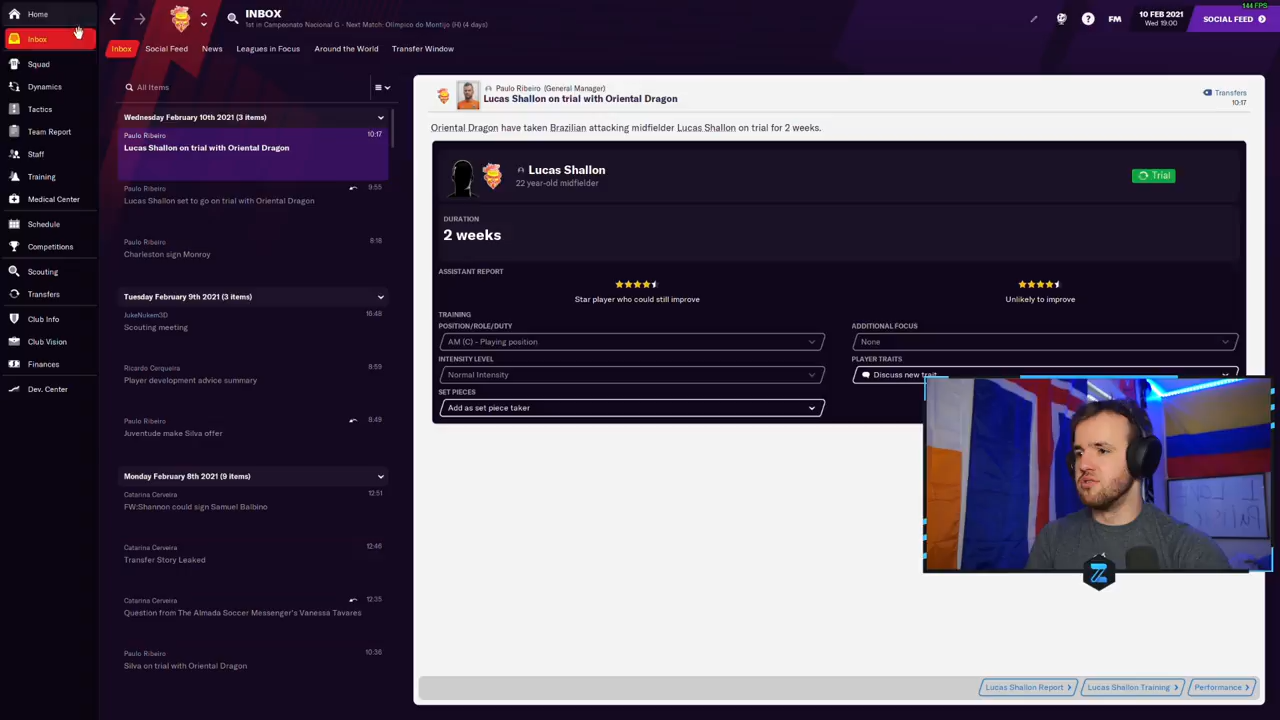 144 FPS
Home
Inbox
Squad
Dynamics
Tactics
Team Report
Staff
Training
Medical Center
Schedule
Competitions
Scouting
Transfers
Club Info
Club Vision
Finances
Dev. Center
INBOX
1st in Campeonato Nacional G - Next Match: Olímpico do Montijo (H) (4 days)
FM
10 FEB 2021
Wed 19:00
SOCIAL FEED
Inbox
Social Feed
News
Leagues in Focus
Around the World
Transfer Window
All Items
Wednesday February 10th 2021 (3 items)
Paulo Ribeiro 10:17
Lucas Shallon on trial with Oriental Dragon
Paulo Ribeiro 9:55
Lucas Shallon set to go on trial with Oriental Dragon
Paulo Ribeiro 8:18
Charleston sign Monroy
Tuesday February 9th 2021 (3 items)
JukeNukem3D 16:48
Scouting meeting
Ricardo Cerqueira 8:59
Player development advice summary
Paulo Ribeiro 8:49
Juventude make Silva offer
Monday February 8th 2021 (9 items)
Catarina Cerveira 12:51
FW:Shannon could sign Samuel Balbino
Catarina Cerveira 12:46
Transfer Story Leaked
Catarina Cerveira 12:35
Question from The Almada Soccer Messenger's Vanessa Tavares
Paulo Ribeiro 10:36
Silva on trial with Oriental Dragon
Paulo Ribeiro (General Manager)
Lucas Shallon on trial with Oriental Dragon
Transfers
10:17
Oriental Dragon have taken Brazilian attacking midfielder Lucas Shallon on trial for 2 weeks.
Lucas Shallon
22 year-old midfielder
Trial
DURATION
2 weeks
ASSISTANT REPORT
Star player who could still improve
Unlikely to improve
TRAINING
POSITION/ROLE/DUTY
AM (C) - Playing position
ADDITIONAL FOCUS
None
INTENSITY LEVEL
Normal Intensity
PLAYER TRAITS
Discuss new trait
SET PIECES
Add as set piece taker
Lucas Shallon Report
Lucas Shallon Training
Performance